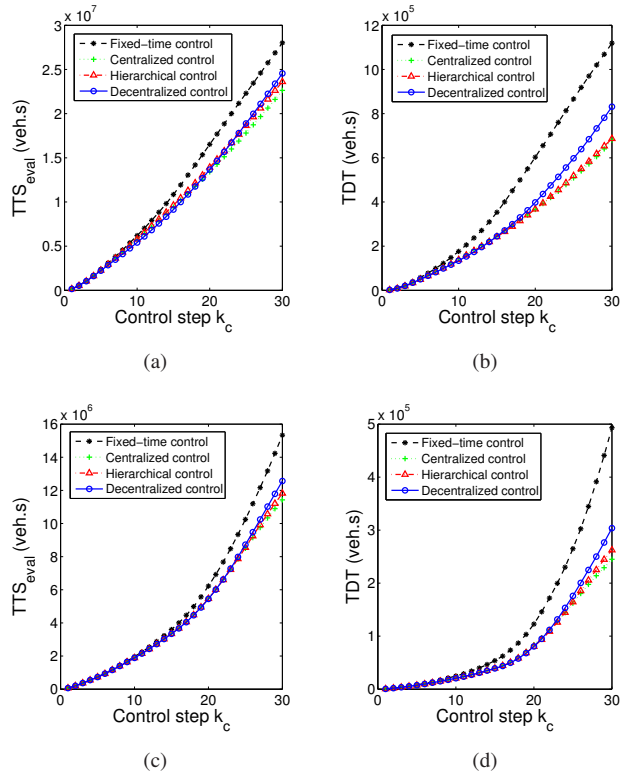 3 x 10^7
Fixed-time control
Centralized control
Hierarchical control
Decentralized control
TTS_eval (veh.s)
2.5
2
1.5
1
0.5
0
0 10 20 30
Control step k_c
(a)
12 x 10^5
Fixed-time control
Centralized control
Hierarchical control
Decentralized control
TDT (veh.s)
10
8
6
4
2
0
0 10 20 30
Control step k_c
(b)
16 x 10^6
Fixed-time control
Centralized control
Hierarchical control
Decentralized control
TTS_eval (veh.s)
14
12
10
8
6
4
2
0
0 10 20 30
Control step k_c
(c)
5 x 10^5
Fixed-time control
Centralized control
Hierarchical control
Decentralized control
TDT (veh.s)
4
3
2
1
0
0 10 20 30
Control step k_c
(d)